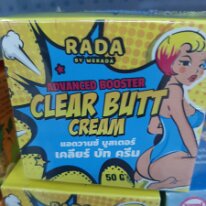 RADA
BY WERADA
ADVANCED BOOSTER
CLEAR BUTT
CREAM
แอดวานซ์ บูสเตอร์
เคลียร์ บัท ครีม
50 G